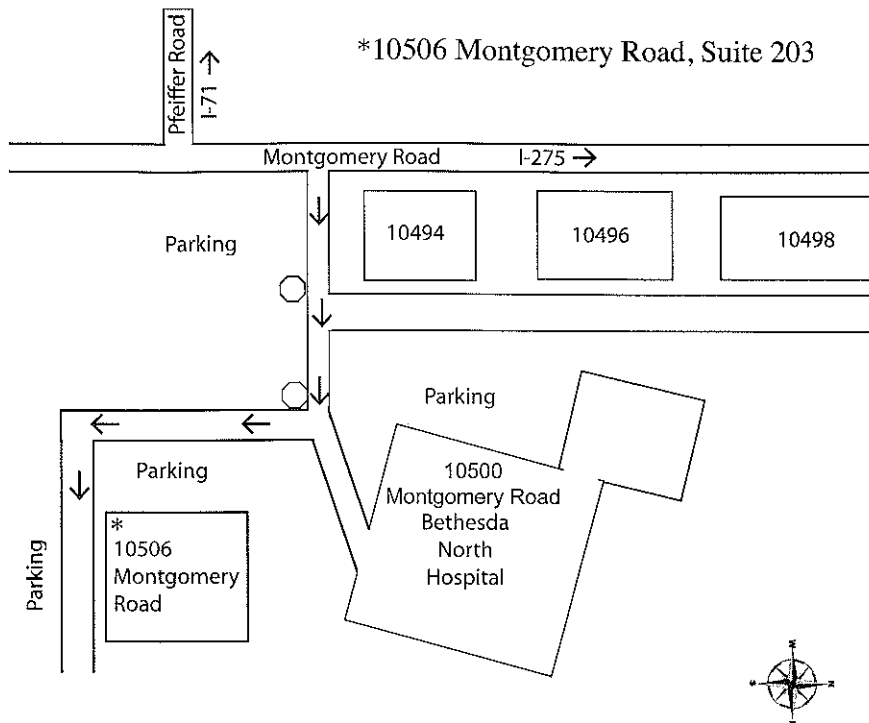 *10506 Montgomery Road, Suite 203
Pfeiffer Road
I-71
Montgomery Road
I-275
10494
10496
10498
Parking
Parking
10500
Montgomery Road
Bethesda
North
Hospital
Parking
*
10506
Montgomery
Road
Parking